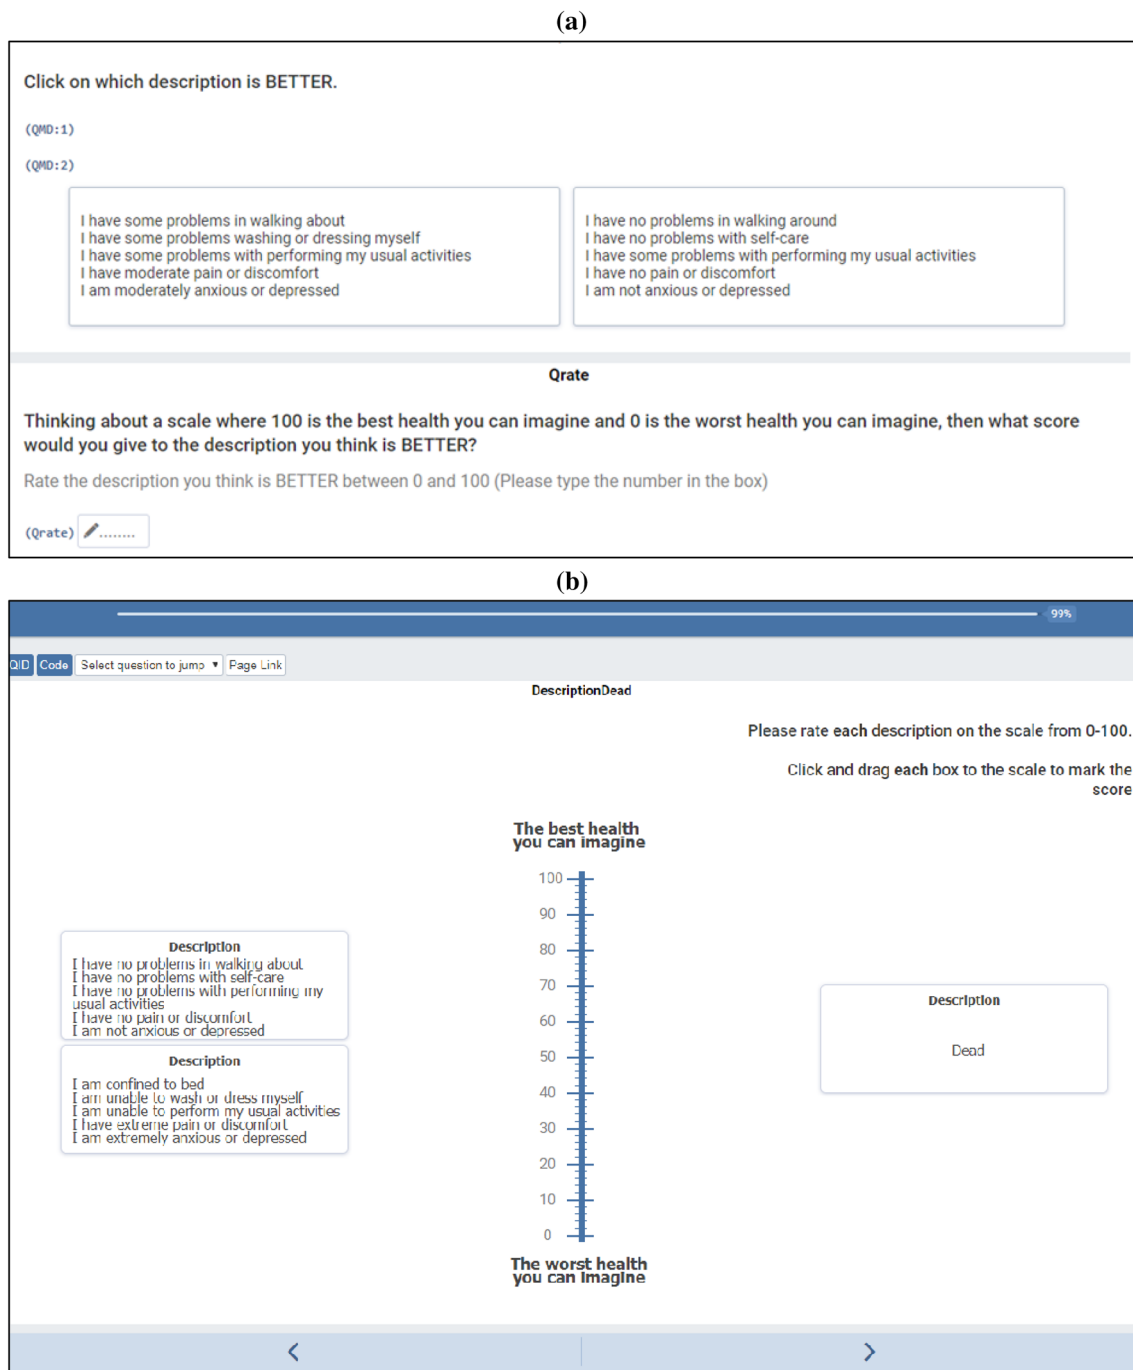 (a)
Click on which description is BETTER.
(QMD:1)
(QMD:2)
I have some problems in walking about
I have some problems washing or dressing myself
I have some problems with performing my usual activities
I have moderate pain or discomfort
I am moderately anxious or depressed
I have no problems in walking around
I have no problems with self-care
I have some problems with performing my usual activities
I have no pain or discomfort
I am not anxious or depressed
Qrate
Thinking about a scale where 100 is the best health you can imagine and 0 is the worst health you can imagine, then what score
would you give to the description you think is BETTER?
Rate the description you think is BETTER between 0 and 100 (Please type the number in the box)
(Qrate) ........
(b)
99%
QID Code Select question to jump Page Link
DescriptionDead
Please rate each description on the scale from 0-100.
Click and drag each box to the scale to mark the
score
The best health
you can imagine
100
90
80
70
60
50
40
30
20
10
0
The worst health
you can imagine
Description
I have no problems in walking about
I have no problems with self-care
I have no problems with performing my
usual activities
I have no pain or discomfort
I am not anxious or depressed
Description
I am confined to bed
I am unable to wash or dress myself
I am unable to perform my usual activities
I have extreme pain or discomfort
I am extremely anxious or depressed
Description
Dead